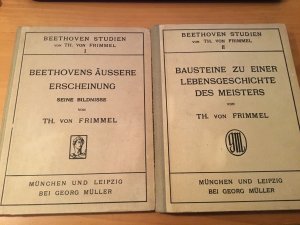 BEETHOVEN STUDIEN
VON TH. VON FRIMMEL
I
BEETHOVENS ÄUSSERE
ERSCHEINUNG
SEINE BILDNISSE
VON
TH. VON FRIMMEL
MÜNCHEN UND LEIPZIG
BEI GEORG MÜLLER
BEETHOVEN STUDIEN
VON TH. VON FRIMMEL
II
BAUSTEINE ZU EINER
LEBENSGESCHICHTE
DES MEISTERS
VON
TH. VON FRIMMEL
MÜNCHEN UND LEIPZIG
BEI GEORG MÜLLER